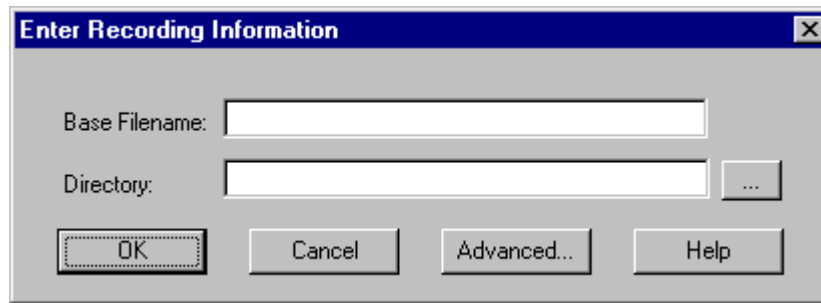 Enter Recording Information
Base Filename:
Directory:
...
OK Cancel Advanced... Help